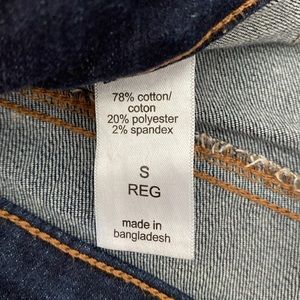 78% cotton/
coton
20% polyester
2% spandex
S
REG
made in
bangladesh